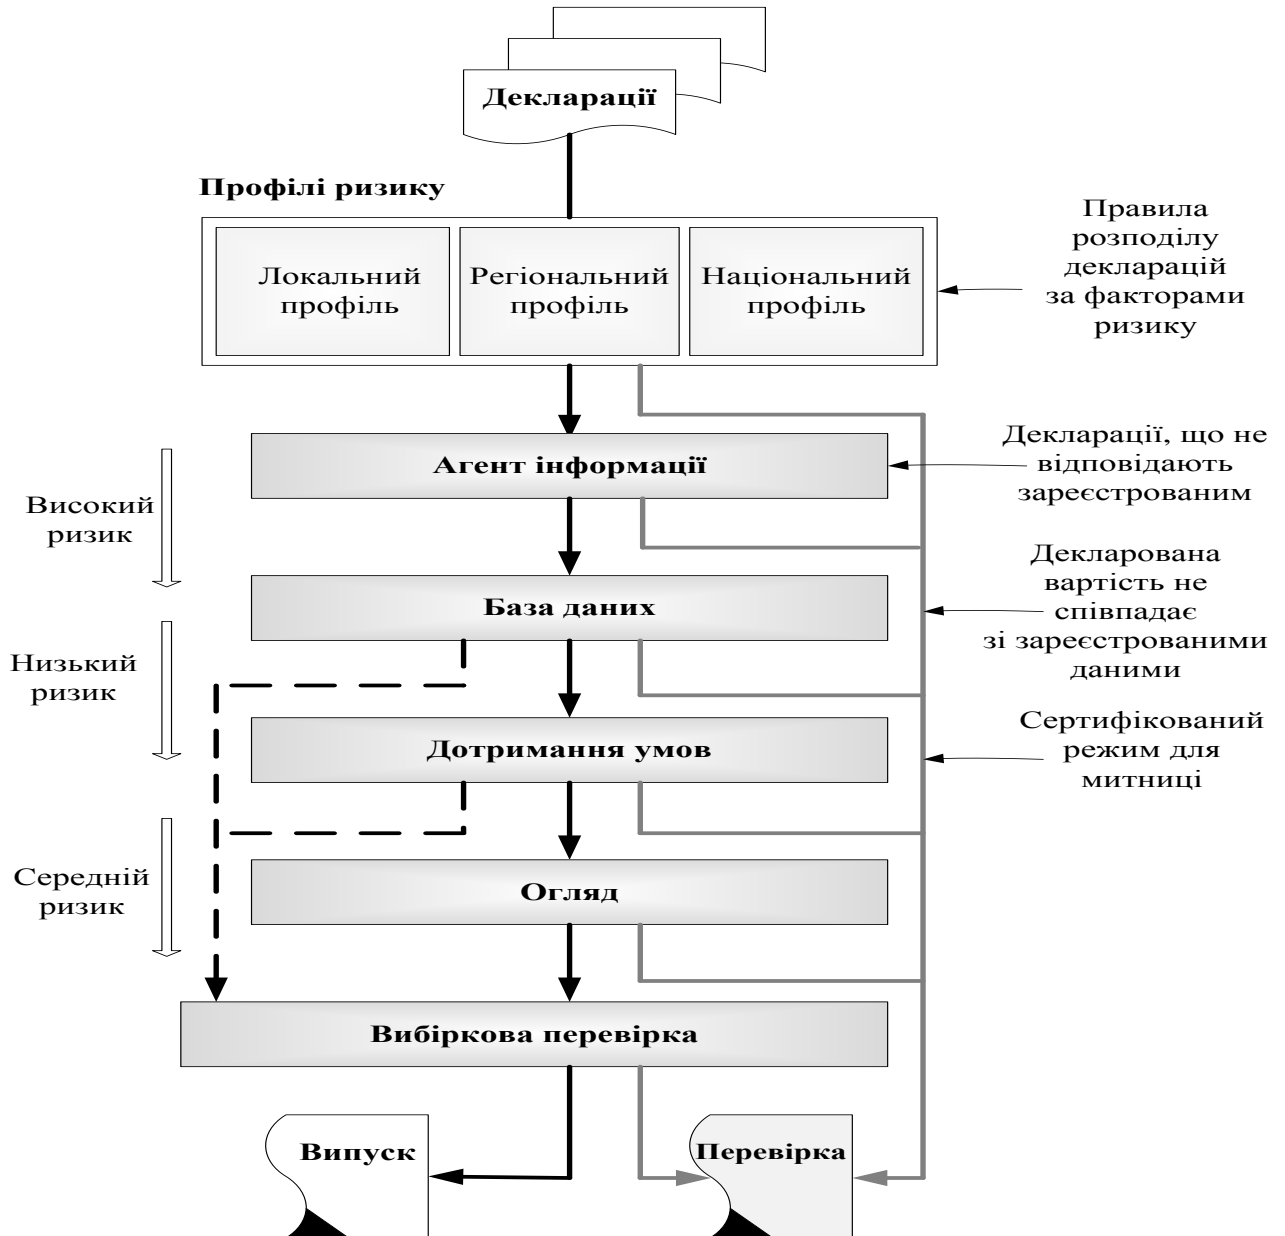 Декларації
Профілі ризику
Локальний
профіль
Регіональний
профіль
Національний
профіль
Правила
розподілу
декларацій
за факторами
ризику
Агент інформації
Декларації, що не
відповідають
зареєстрованим
Високий
ризик
База даних
Декларована
вартість не
співпадає
зі зареєстрованими
даними
Низький
ризик
Дотримання умов
Сертифікований
режим для
митниці
Середній
ризик
Огляд
Вибіркова перевірка
Випуск
Перевірка